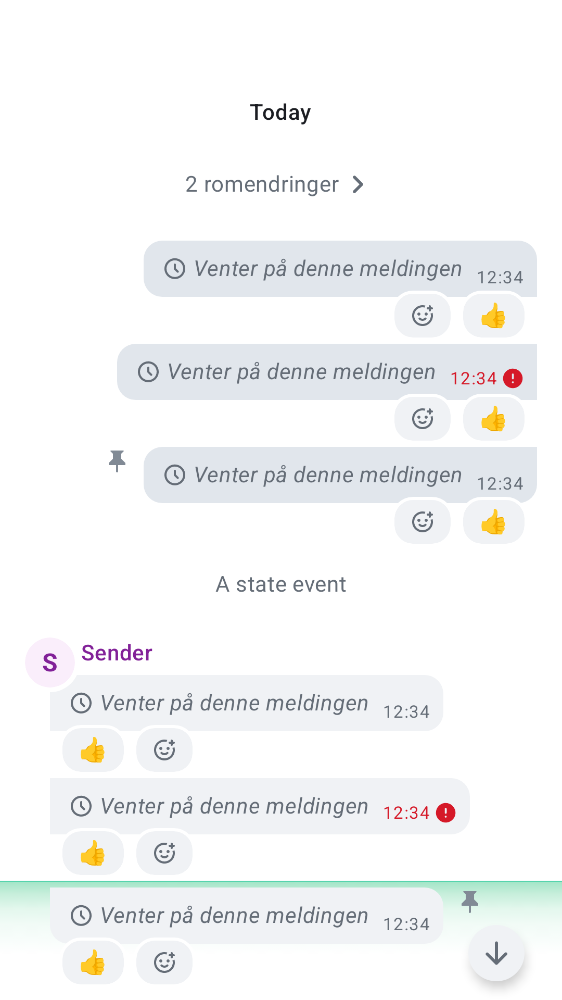 Today
2 romendringer
Venter på denne meldingen 12:34
👍
Venter på denne meldingen 12:34
👍
Venter på denne meldingen 12:34
👍
A state event
S Sender
Venter på denne meldingen 12:34
👍
Venter på denne meldingen 12:34
👍
Venter på denne meldingen 12:34
👍